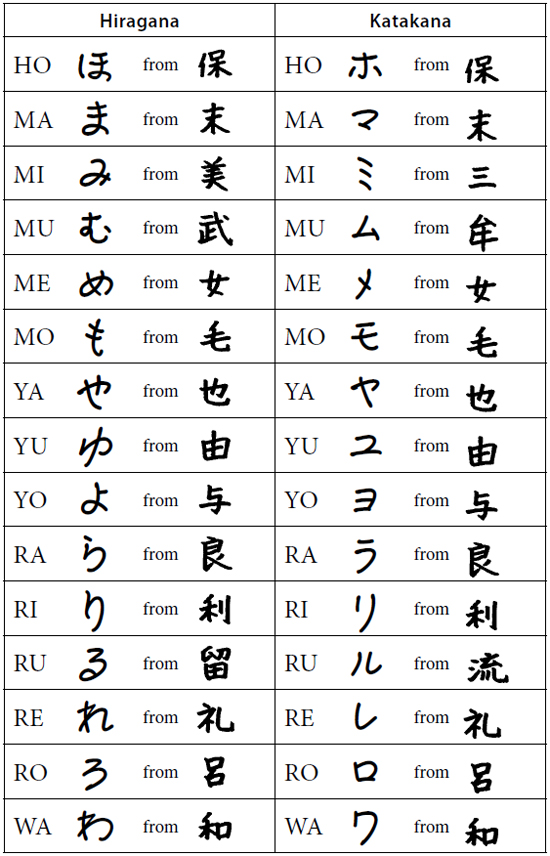 Hiragana Katakana
HO ほ from 保 HO ホ from 保
MA ま from 末 MA マ from 末
MI み from 美 MI ミ from 三
MU む from 武 MU ム from 牟
ME め from 女 ME メ from 女
MO も from 毛 MO モ from 毛
YA や from 也 YA ヤ from 也
YU ゆ from 由 YU ユ from 由
YO よ from 与 YO ヨ from 与
RA ら from 良 RA ラ from 良
RI り from 利 RI リ from 利
RU る from 留 RU ル from 流
RE れ from 礼 RE レ from 礼
RO ろ from 呂 RO ロ from 呂
WA わ from 和 WA ワ from 和